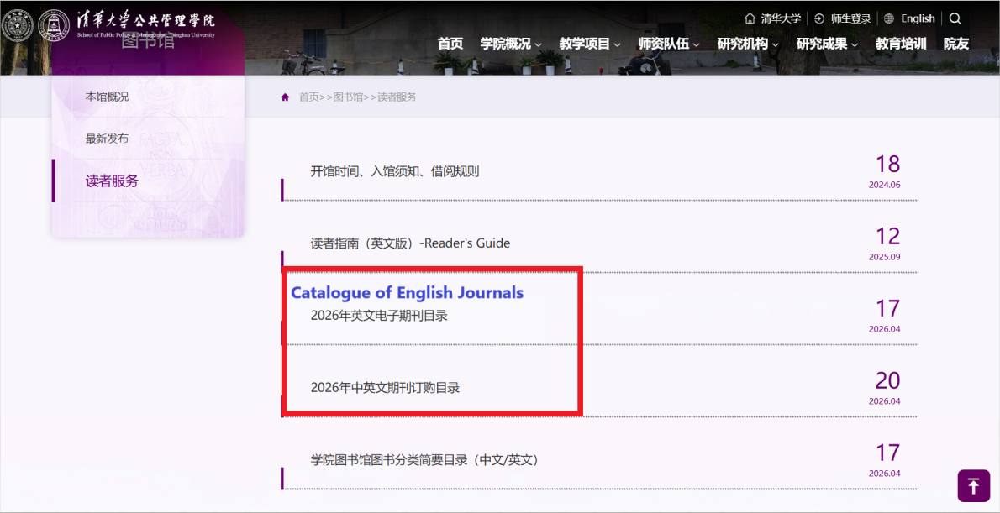 清华大学公共管理学院
School of Public Policy & Management, Tsinghua University
清华大学
师生登录
English
首页
学院概况
教学项目
师资队伍
研究机构
研究成果
教育培训
院友
图书馆
本馆概况
最新发布
读者服务
首页>>图书馆>>读者服务
开馆时间、入馆须知、借阅规则
18
2024.06
读者指南（英文版）-Reader's Guide
12
2025.09
Catalogue of English Journals
2026年英文电子期刊目录
17
2026.04
2026年中英文期刊订购目录
20
2026.04
学院图书馆图书分类简要目录（中文/英文）
17
2026.04